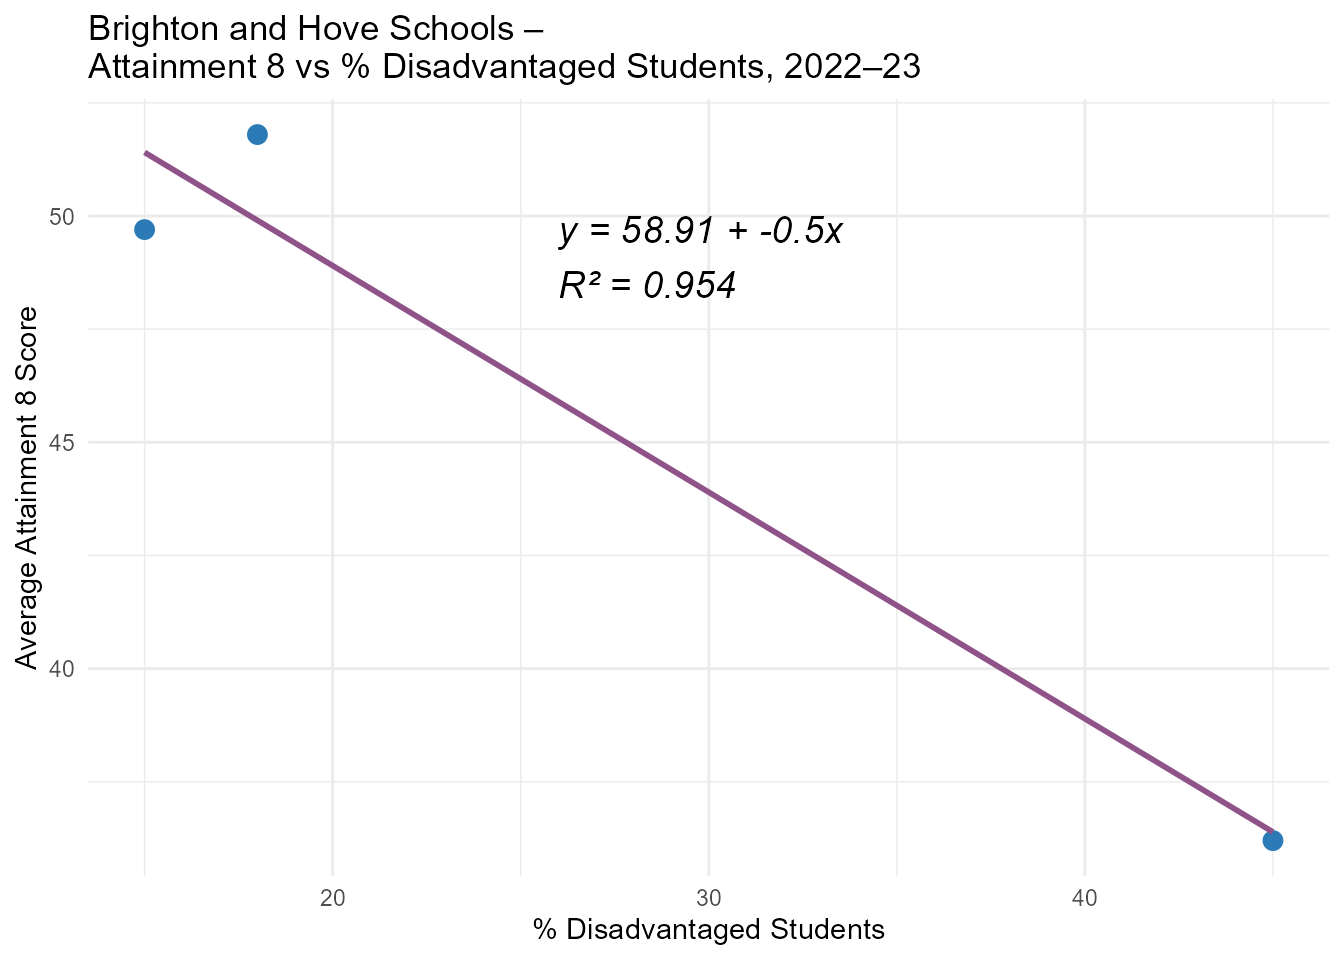 Brighton and Hove Schools –
Attainment 8 vs % Disadvantaged Students, 2022–23
y = 58.91 + -0.5x
R² = 0.954
Average Attainment 8 Score
50
45
40
20
30
40
% Disadvantaged Students